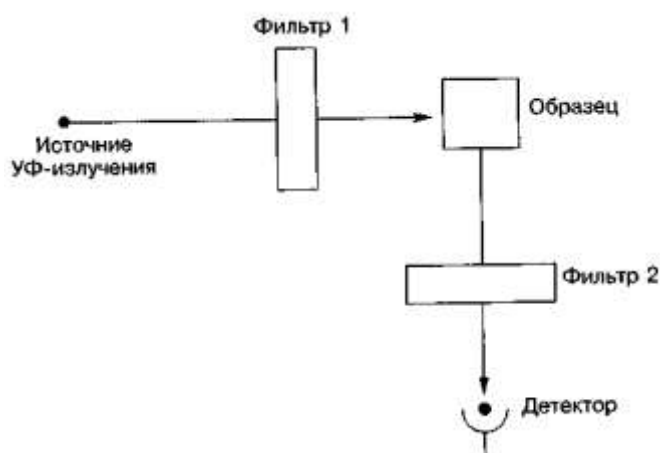 Фильтр 1
Образец
Источние
УФ-излучения
Фильтр 2
Детектор